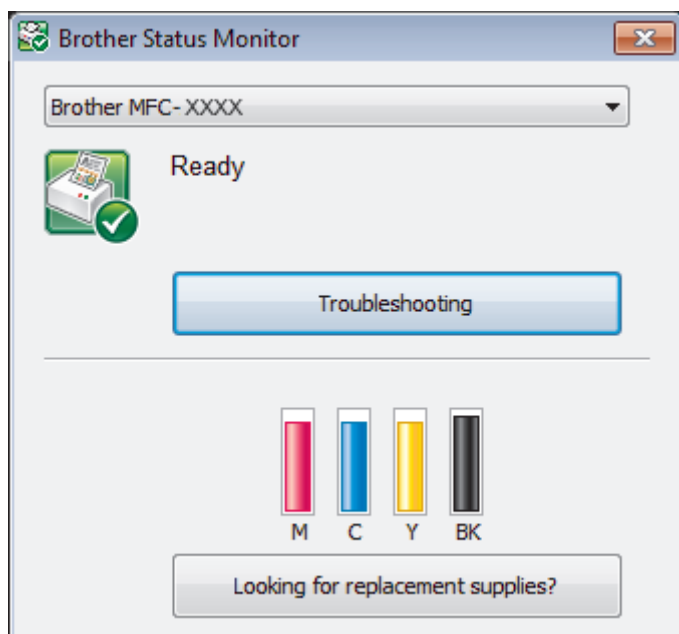 Brother Status Monitor
Brother MFC- XXXX
Ready
Troubleshooting
M C Y BK
Looking for replacement supplies?